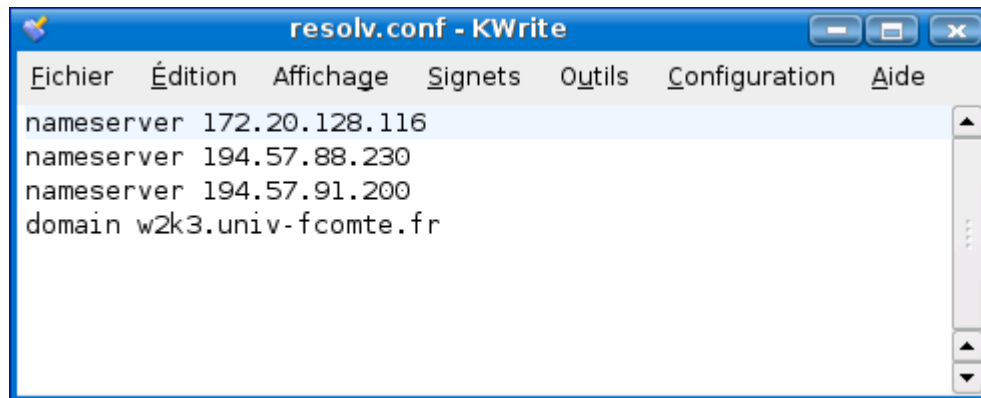 resolv.conf - KWrite
Fichier Édition Affichage Signets Outils Configuration Aide
nameserver 172.20.128.116
nameserver 194.57.88.230
nameserver 194.57.91.200
domain w2k3.univ-fcomte.fr